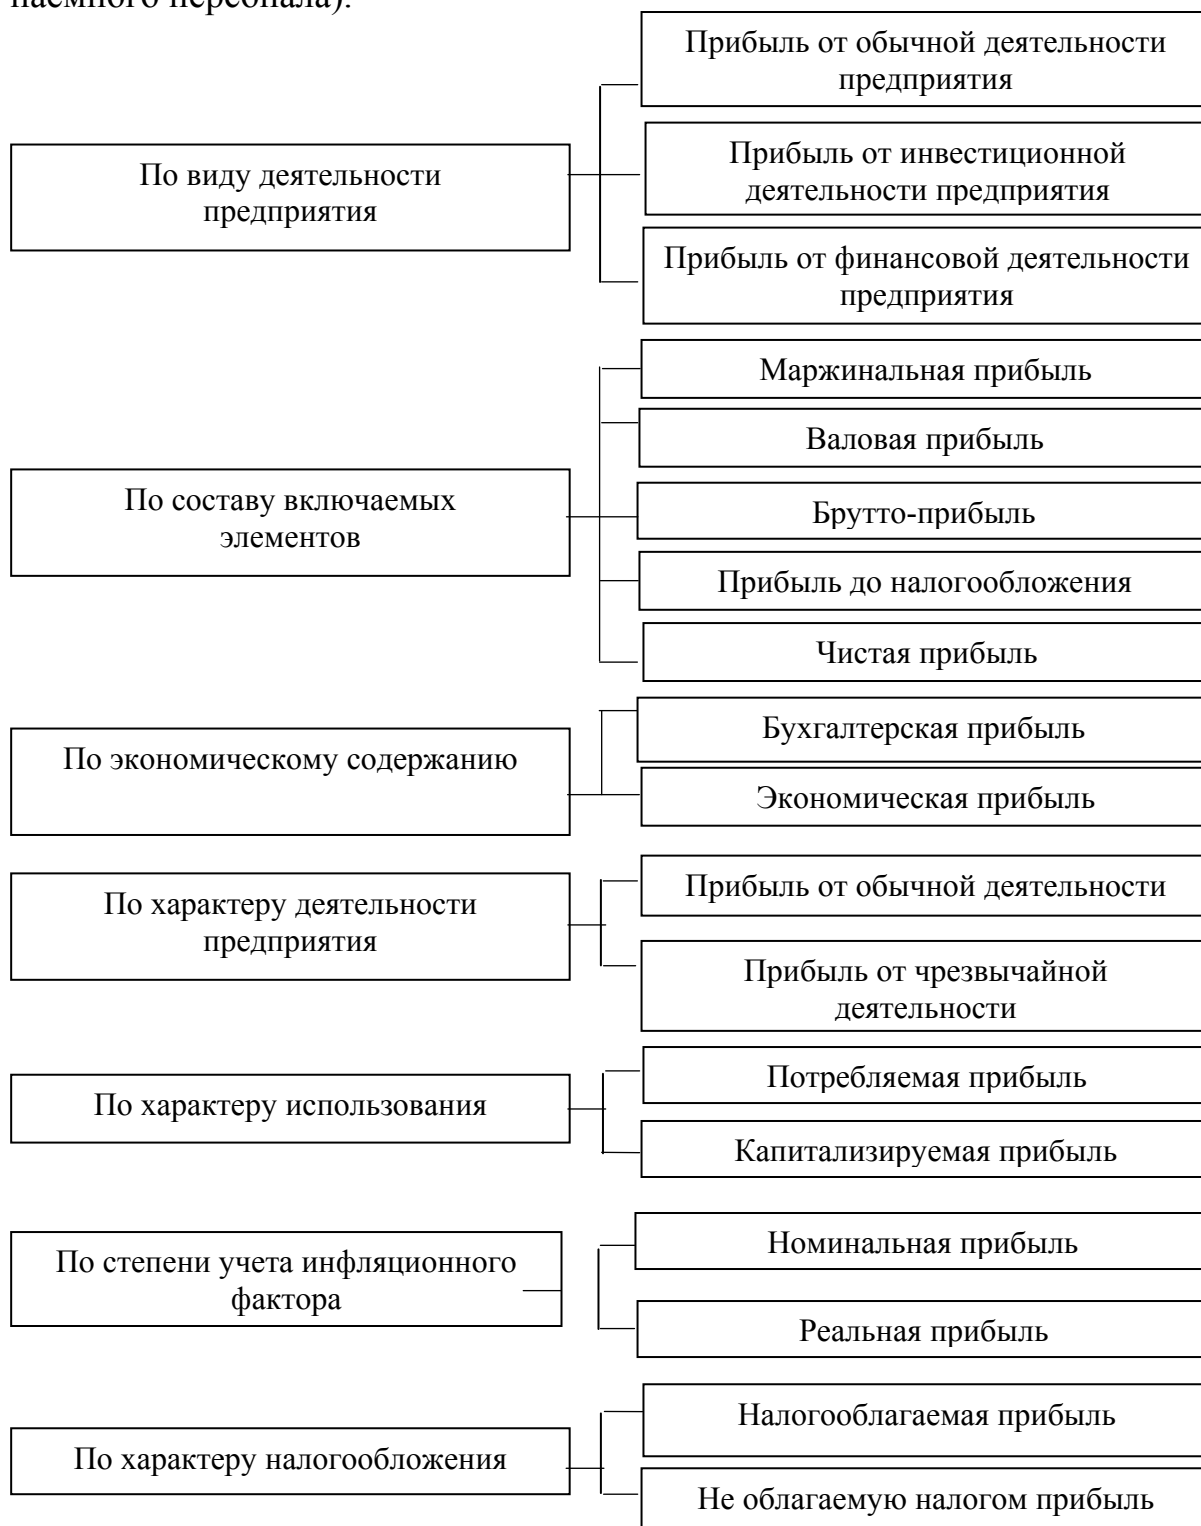 наемного персонала).
Прибыль от обычной деятельности
предприятия
По виду деятельности
предприятия
Прибыль от инвестиционной
деятельности предприятия
Прибыль от финансовой деятельности
предприятия
По составу включаемых
элементов
Маржинальная прибыль
Валовая прибыль
Брутто-прибыль
Прибыль до налогообложения
Чистая прибыль
По экономическому содержанию
Бухгалтерская прибыль
Экономическая прибыль
По характеру деятельности
предприятия
Прибыль от обычной деятельности
Прибыль от чрезвычайной
деятельности
По характеру использования
Потребляемая прибыль
Капитализируемая прибыль
По степени учета инфляционного
фактора
Номинальная прибыль
Реальная прибыль
По характеру налогообложения
Налогооблагаемая прибыль
Не облагаемую налогом прибыль